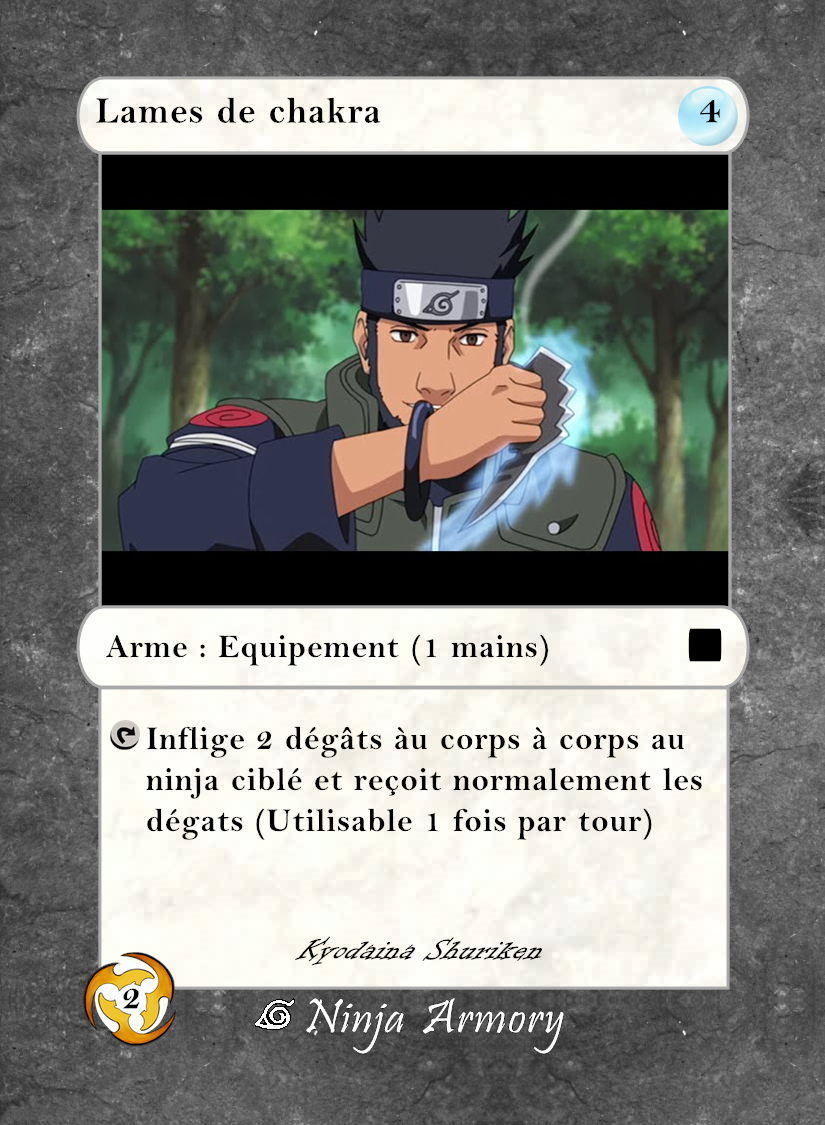 Lames de chakra
4
Arme : Equipement (1 mains)
Inflige 2 dégâts àu corps à corps au
ninja ciblé et reçoit normalement les
dégats (Utilisable 1 fois par tour)
Kyodaina Shuriken
2
Ninja Armory